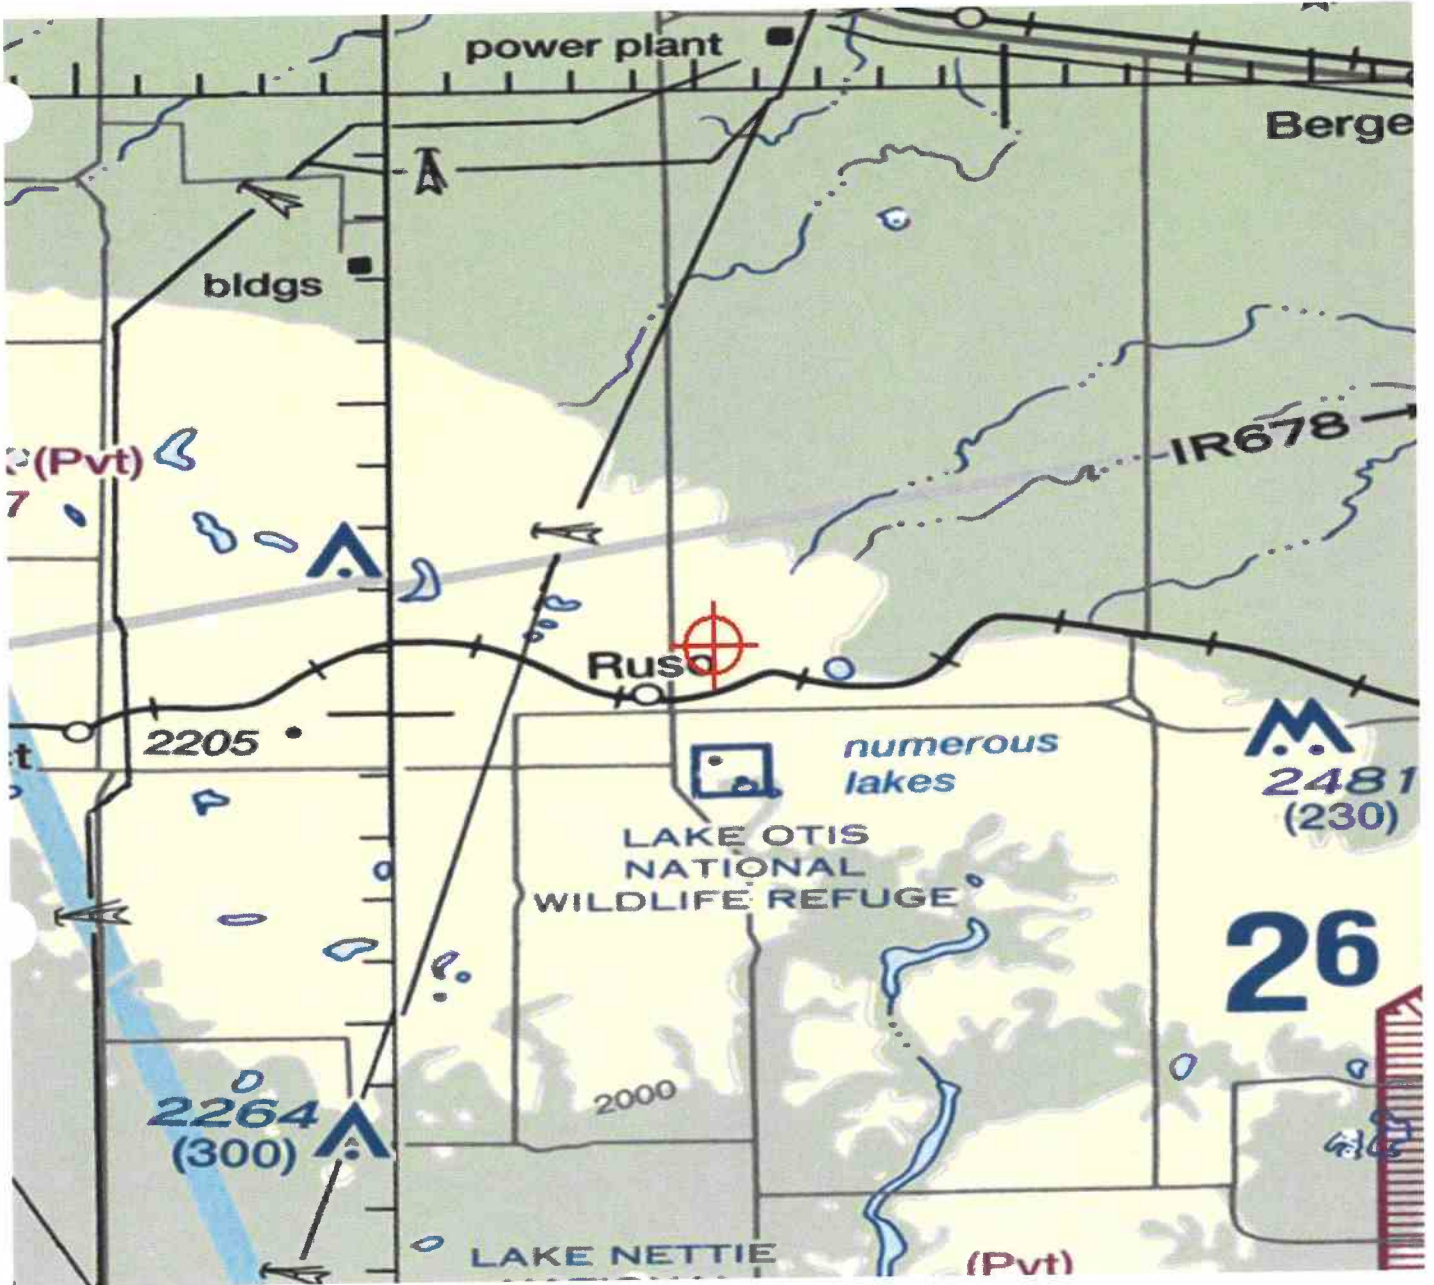 power plant
Berge
bldgs
(Pvt)
7
IR678
Ruso
2205
t
numerous
lakes
2481
(230)
LAKE OTIS
NATIONAL
WILDLIFE REFUGE
26
2000
2264
(300)
LAKE NETTIE
(Pvt)